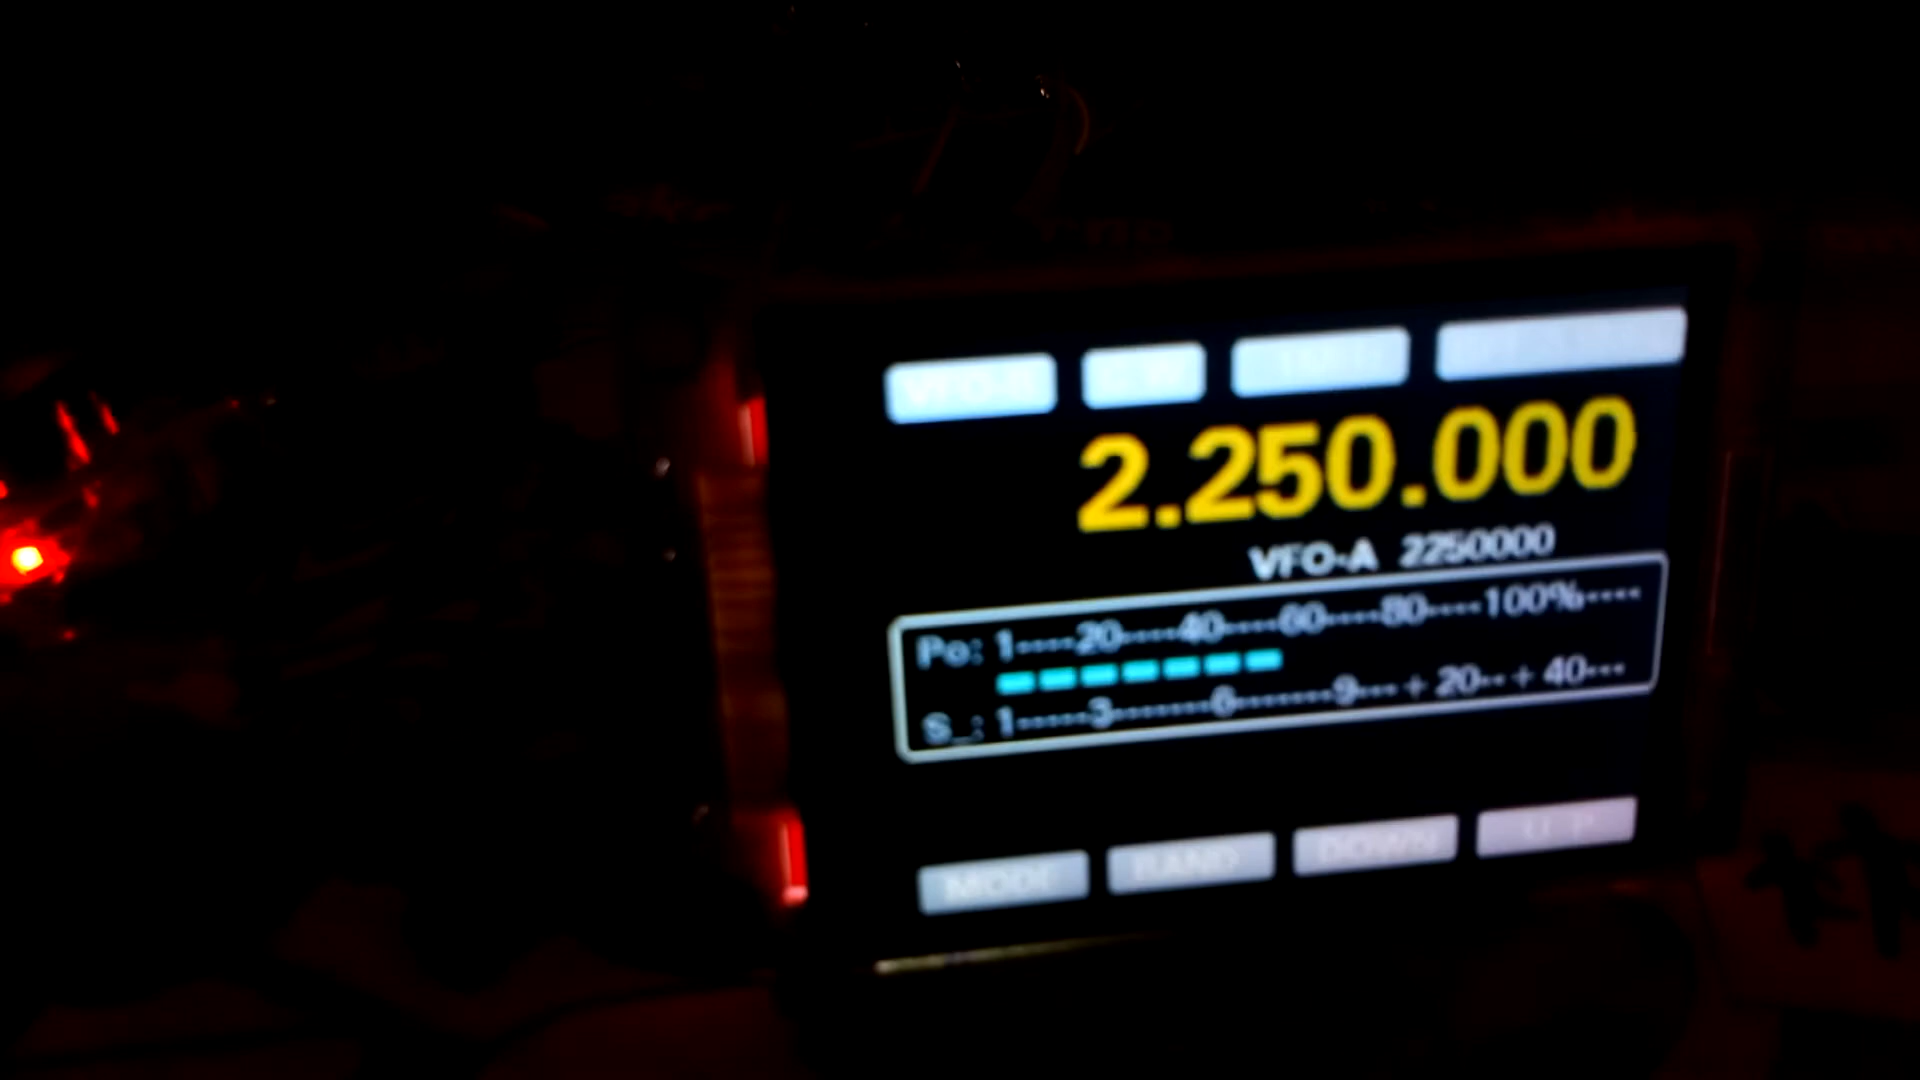 2.250.000
VFO-A 2250000
Po: 1----20----40----60----80----100%----
S_: 1-----3-------6-------9---+ 20--+ 40---
MODE BAND DOWN U P